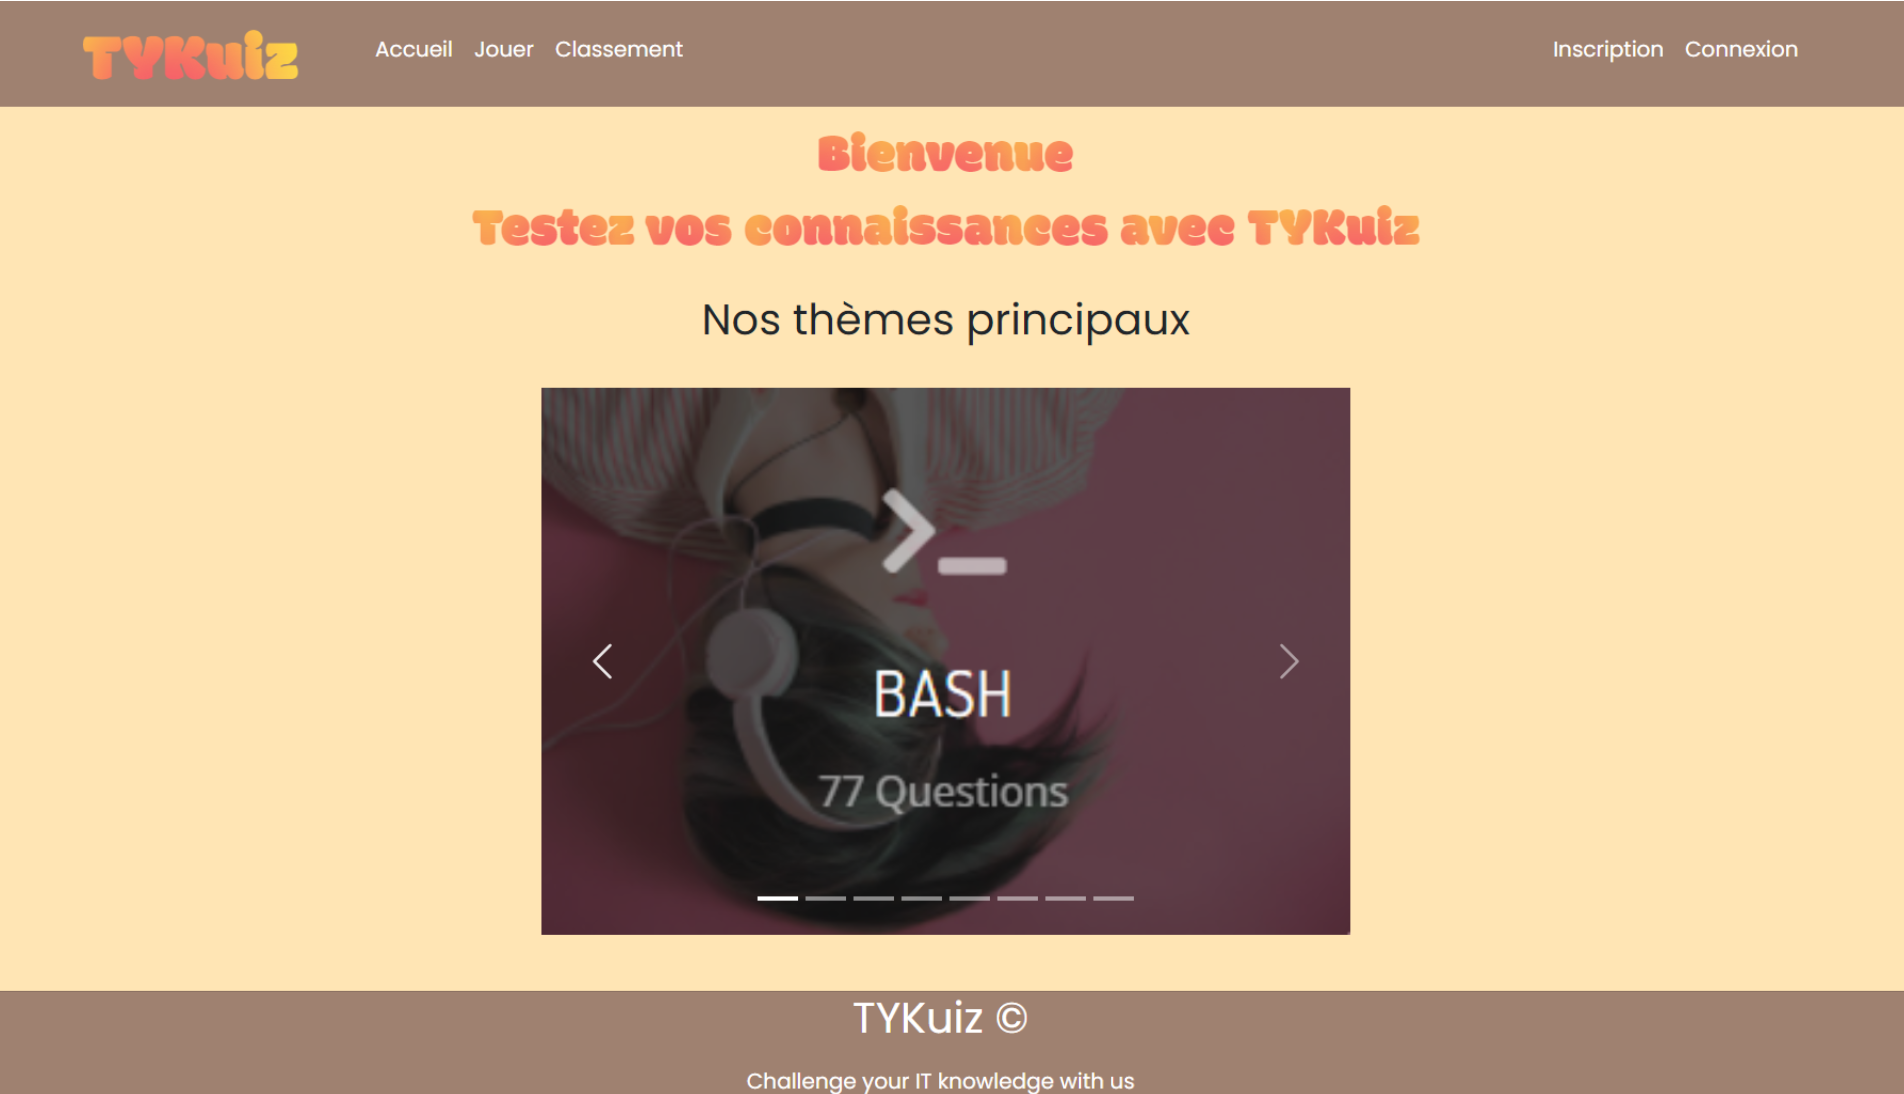 TYKuiz Accueil Jouer Classement Inscription Connexion
Bienvenue
Testez vos connaissances avec TYKuiz
Nos thèmes principaux
>_
BASH
77 Questions
TYKuiz ©
Challenge your IT knowledge with us